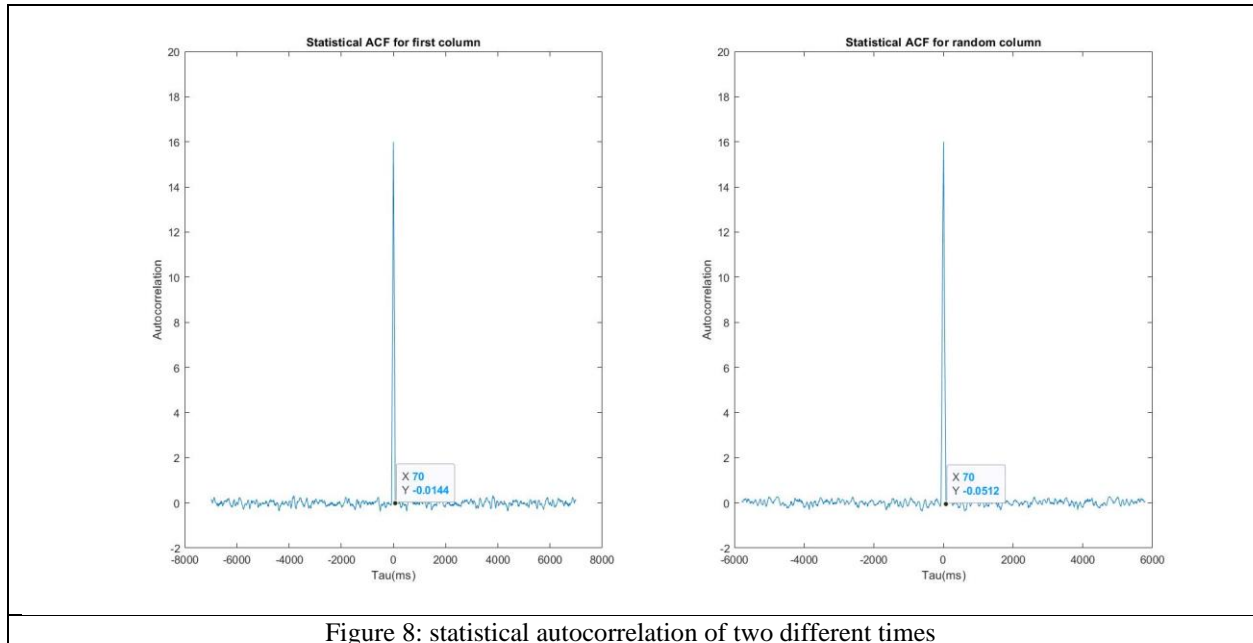 Statistical ACF for first column
20
18
16
14
12
10
8
6
4
2
0
-2
Autocorrelation
X 70
Y -0.0144
-8000 -6000 -4000 -2000 0 2000 4000 6000 8000
Tau(ms)
Statistical ACF for random column
20
18
16
14
12
10
8
6
4
2
0
-2
Autocorrelation
X 70
Y -0.0512
-6000 -4000 -2000 0 2000 4000 6000
Tau(ms)
Figure 8: statistical autocorrelation of two different times